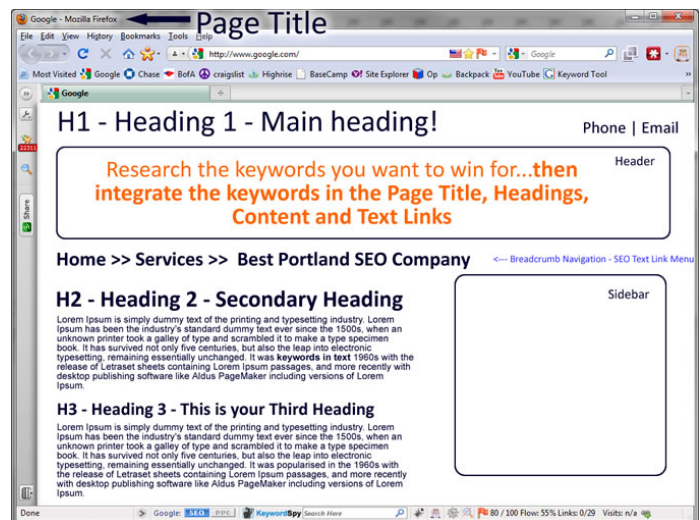 Google - Mozilla Firefox
Page Title
File Edit View History Bookmarks Tools Help
http://www.google.com/
Google
Most Visited Google Chase BofA craigslist Highrise BaseCamp Site Explorer Op Backpack YouTube Keyword Tool
Google
H1 - Heading 1 - Main heading!
Phone | Email
22311
Share
Header
Research the keywords you want to win for...then
integrate the keywords in the Page Title, Headings,
Content and Text Links
Home >> Services >> Best Portland SEO Company
<--- Breadcrumb Navigation - SEO Text Link Menu
Sidebar
H2 - Heading 2 - Secondary Heading
Lorem Ipsum is simply dummy text of the printing and typesetting industry. Lorem
Ipsum has been the industry's standard dummy text ever since the 1500s, when an
unknown printer took a galley of type and scrambled it to make a type specimen
book. It has survived not only five centuries, but also the leap into electronic
typesetting, remaining essentially unchanged. It was keywords in text 1960s with the
release of Letraset sheets containing Lorem Ipsum passages, and more recently with
desktop publishing software like Aldus PageMaker including versions of Lorem
Ipsum.
H3 - Heading 3 - This is your Third Heading
Lorem Ipsum is simply dummy text of the printing and typesetting industry. Lorem
Ipsum has been the industry's standard dummy text ever since the 1500s, when an
unknown printer took a galley of type and scrambled it to make a type specimen
book. It has survived not only five centuries, but also the leap into electronic
typesetting, remaining essentially unchanged. It was popularised in the 1960s with
the release of Letraset sheets containing Lorem Ipsum passages, and more recently
with desktop publishing software like Aldus PageMaker including versions of Lorem
Ipsum.
Done
Google: SEO PPC KeywordSpy Search Here
80 / 100 Flow: 55% Links: 0/29 Visits: n/a